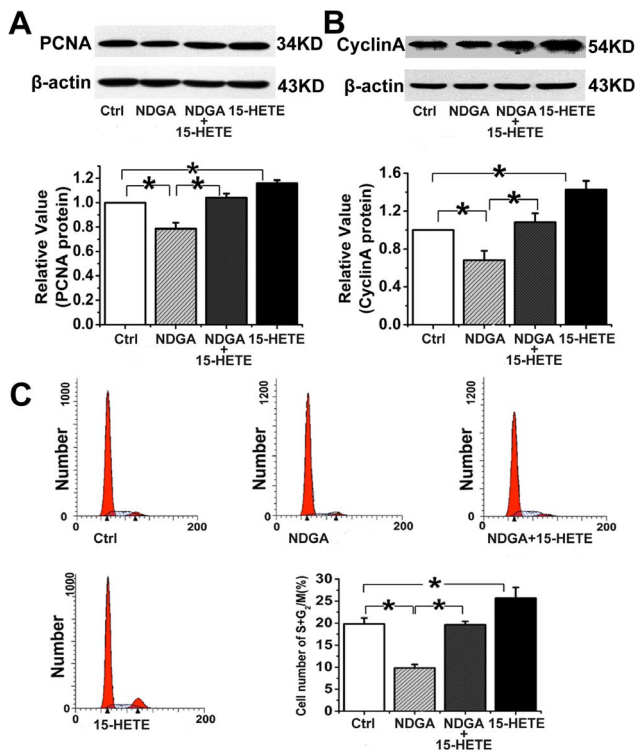 A
PCNA 34KD
β-actin 43KD
Ctrl NDGA NDGA 15-HETE
+
15-HETE
B
CyclinA 54KD
β-actin 43KD
Ctrl NDGA NDGA 15-HETE
+
15-HETE
Relative Value
(PCNA protein)
1.2
1.0
0.8
0.6
0.4
0.2
0.0
* * *
Ctrl NDGA NDGA 15-HETE
+
15-HETE
Relative Value
(CyclinA protein)
1.6
1.2
0.8
0.4
0.0
* * *
Ctrl NDGA NDGA 15-HETE
+
15-HETE
C
Number
1000
0
0 200
Ctrl
Number
1200
0
0 200
NDGA
Number
1200
0
0 200
NDGA+15-HETE
Number
1000
0
0 200
15-HETE
Cell number of S+G2/M(%)
30
25
20
15
10
5
0
* * *
Ctrl NDGA NDGA 15-HETE
+
15-HETE